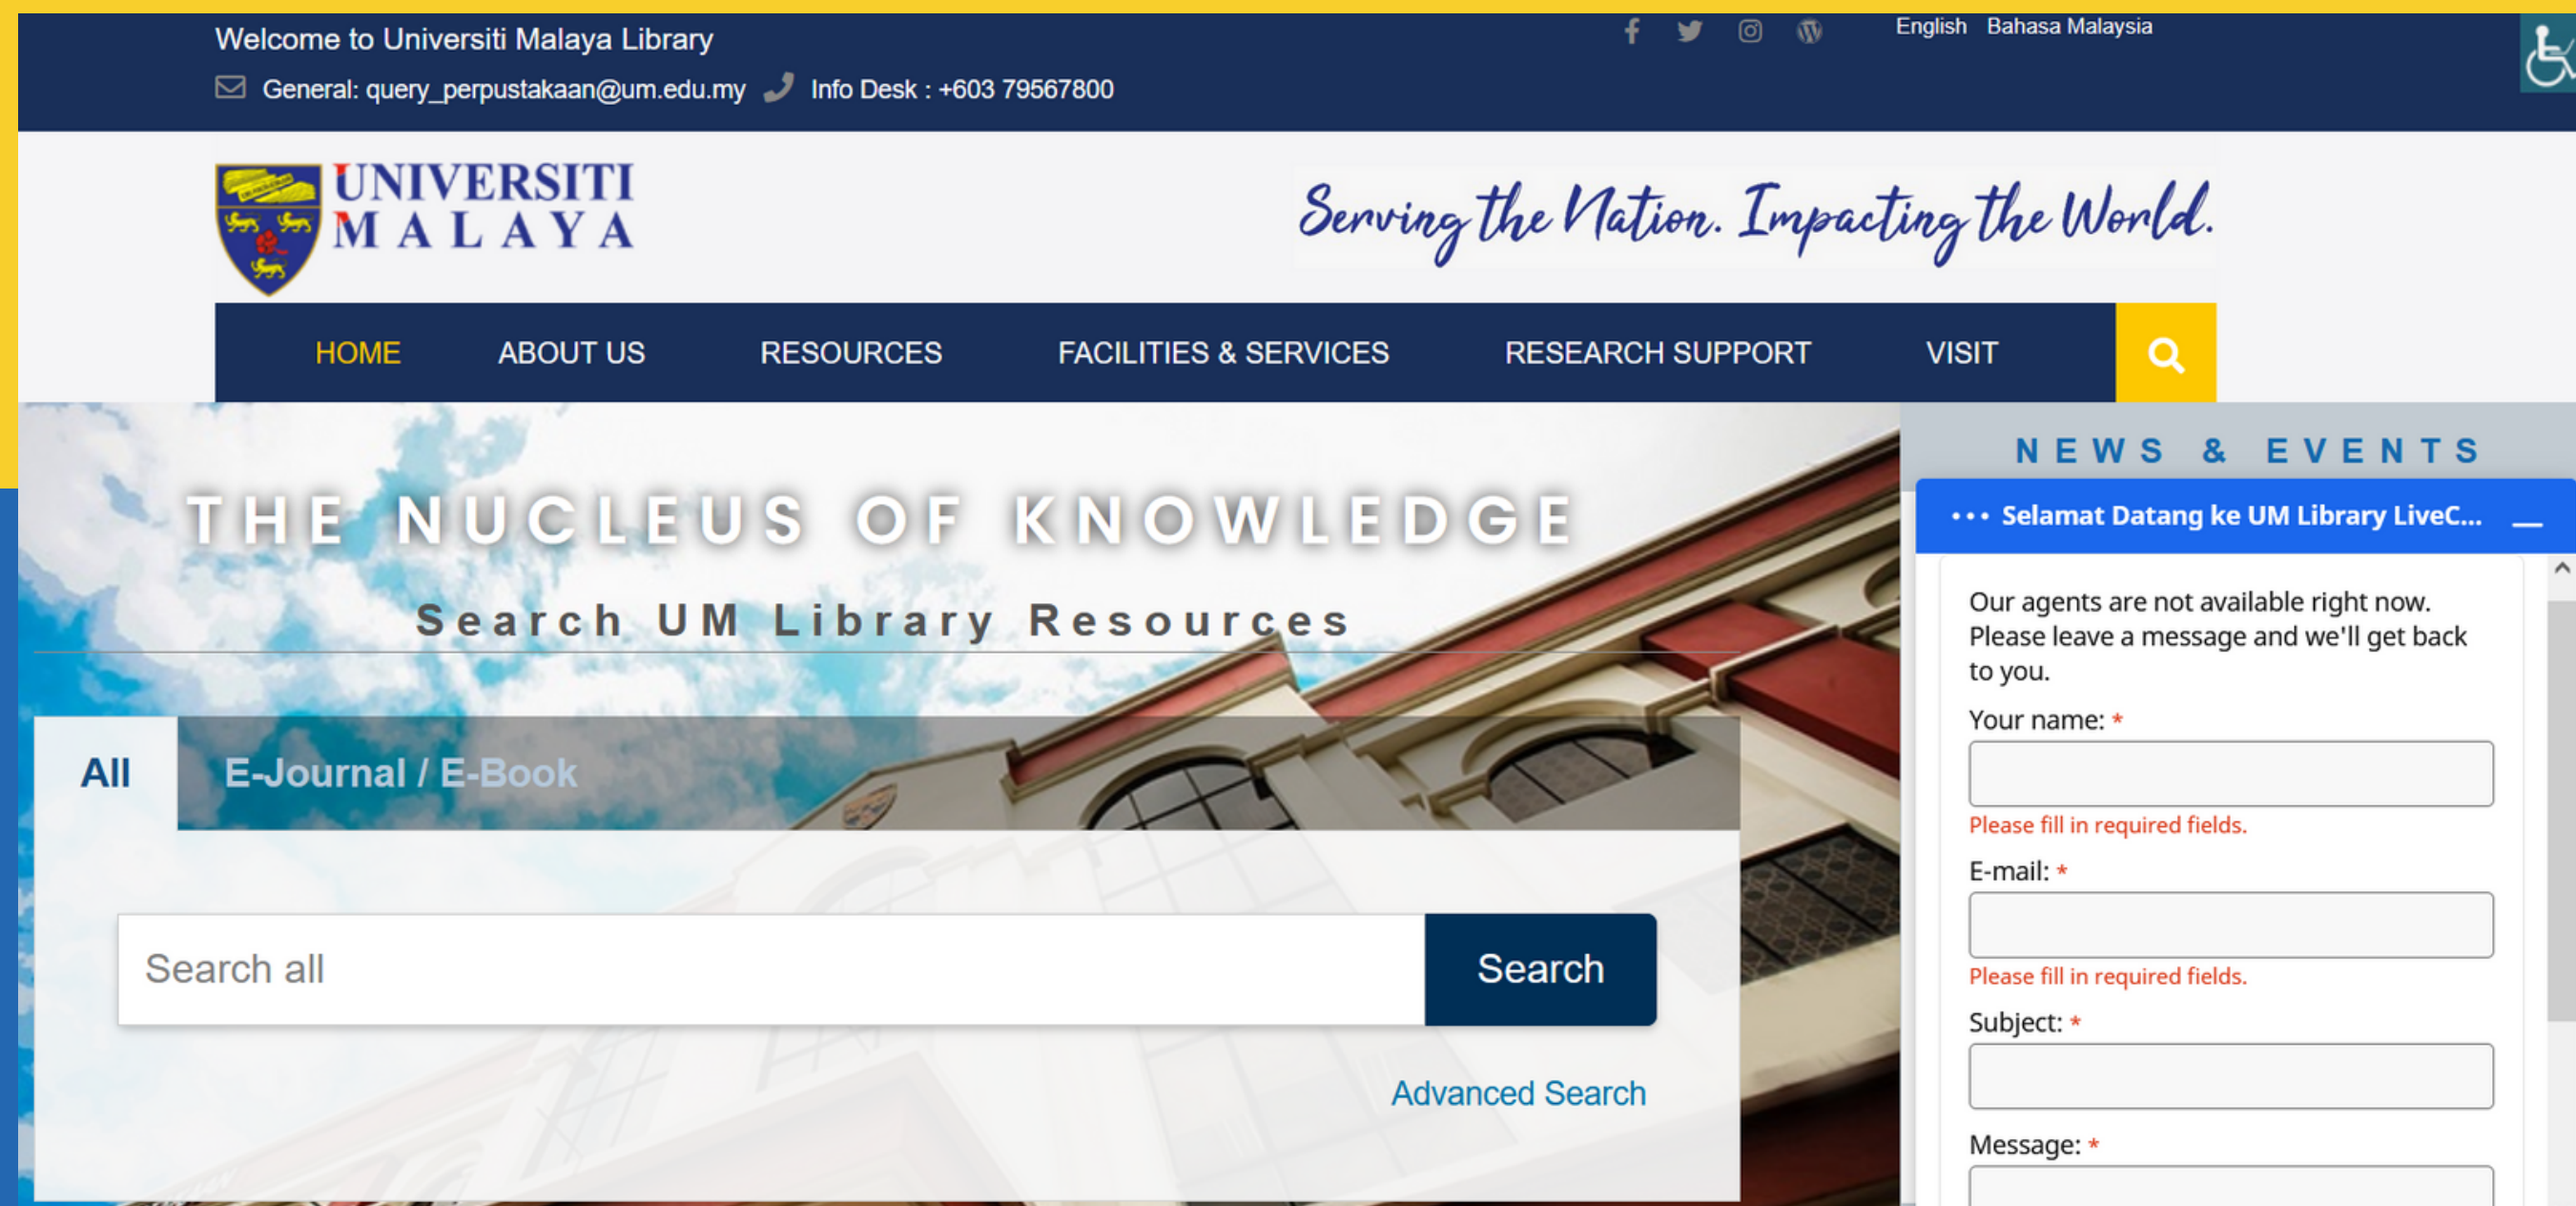 Welcome to Universiti Malaya Library
English Bahasa Malaysia
General: query_perpustakaan@um.edu.my Info Desk : +603 79567800
UNIVERSITI
MALAYA
Serving the Nation. Impacting the World.
HOME ABOUT US RESOURCES FACILITIES & SERVICES RESEARCH SUPPORT VISIT
THE NUCLEUS OF KNOWLEDGE
Search UM Library Resources
All E-Journal / E-Book
Search all Search
Advanced Search
NEWS & EVENTS
Selamat Datang ke UM Library LiveC...
Our agents are not available right now.
Please leave a message and we'll get back
to you.
Your name: *
Please fill in required fields.
E-mail: *
Please fill in required fields.
Subject: *
Message: *